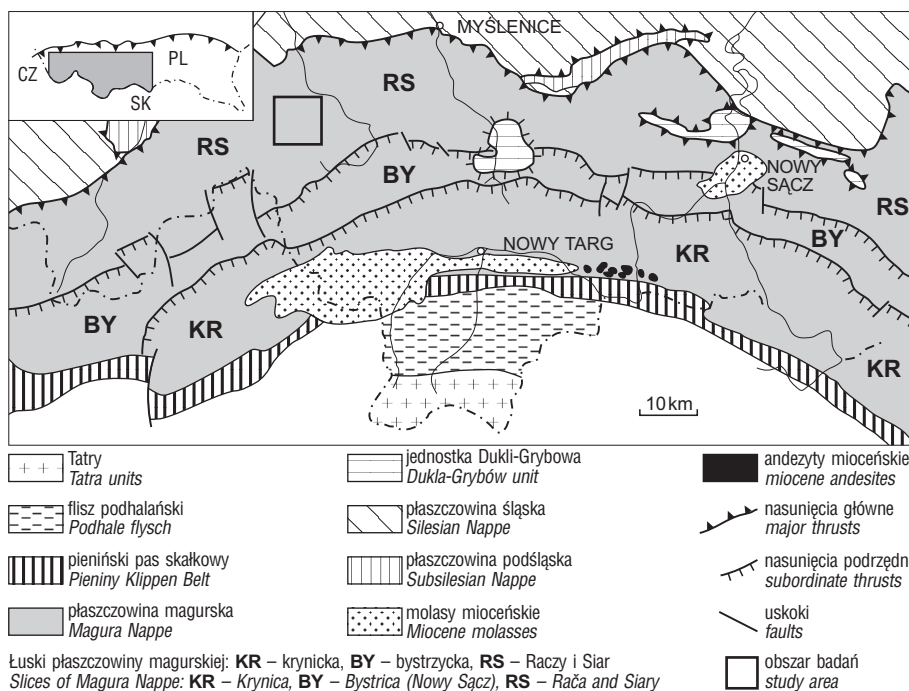 MYŚLENICE
CZ
PL
SK
RS
RS
BY
NOWY
SĄCZ
RS
BY
NOWY TARG
KR
BY
KR
KR
10 km
Tatry
Tatra units
flisz podhalański
Podhale flysch
pieniński pas skałkowy
Pieniny Klippen Belt
płaszczowina magurska
Magura Nappe
jednostka Dukli-Grybowa
Dukla-Grybów unit
płaszczowina śląska
Silesian Nappe
płaszczowina podśląska
Subsilesian Nappe
molasy mioceńskie
Miocene molasses
andezyty mioceńskie
miocene andesites
nasunięcia główne
major thrusts
nasunięcia podrzędn
subordinate thrusts
uskoki
faults
obszar badań
study area
Łuski płaszczowiny magurskiej: KR – krynicka, BY – bystrzycka, RS – Raczy i Siar
Slices of Magura Nappe: KR – Krynica, BY – Bystrica (Nowy Sącz), RS – Rača and Siary